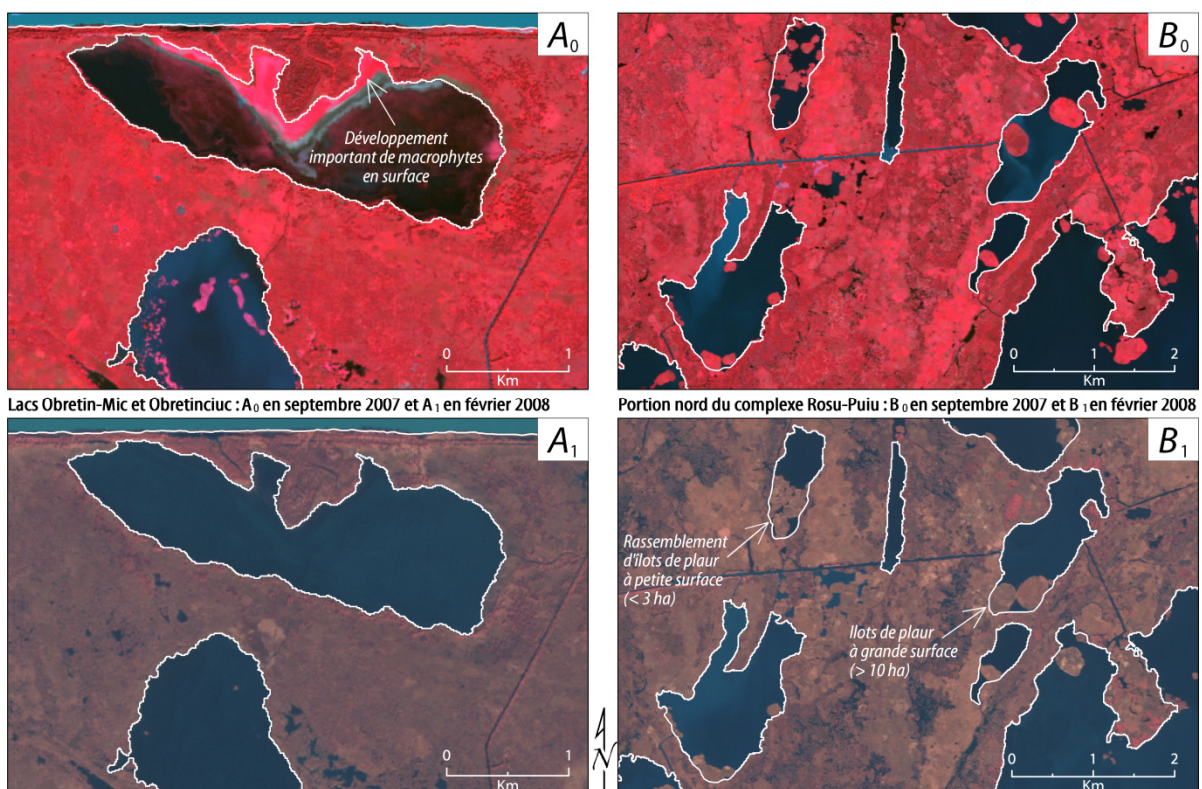 A0
Développement
important de macrophytes
en surface
0 1
Km
B0
0 1 2
Km
Lacs Obretin-Mic et Obretinciuc : A0 en septembre 2007 et A1 en février 2008
Portion nord du complexe Rosu-Puiu : B0 en septembre 2007 et B1 en février 2008
A1
0 1
Km
N
B1
Rassemblement
d'îlots de plaur
à petite surface
(< 3 ha)
Ilots de plaur
à grande surface
(> 10 ha)
0 1 2
Km